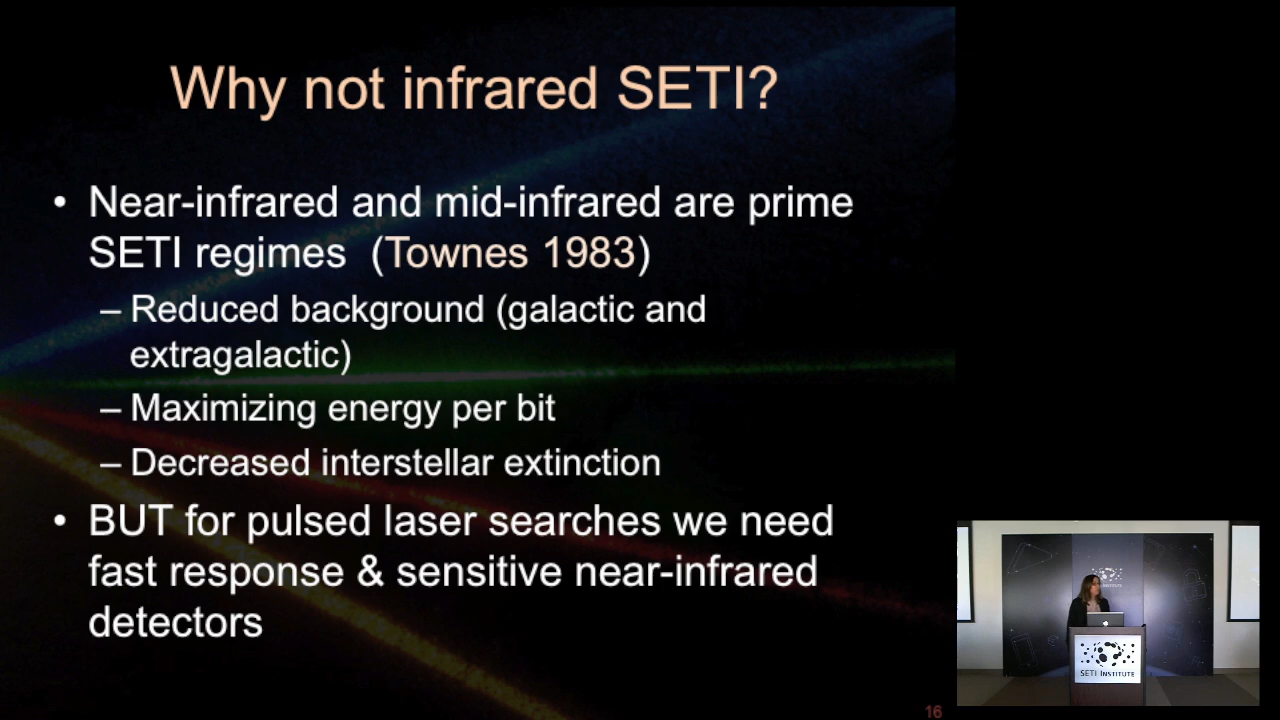 Why not infrared SETI?
• Near-infrared and mid-infrared are prime
SETI regimes (Townes 1983)
– Reduced background (galactic and
extragalactic)
– Maximizing energy per bit
– Decreased interstellar extinction
• BUT for pulsed laser searches we need
fast response & sensitive near-infrared
detectors
16
SETI INSTITUTE